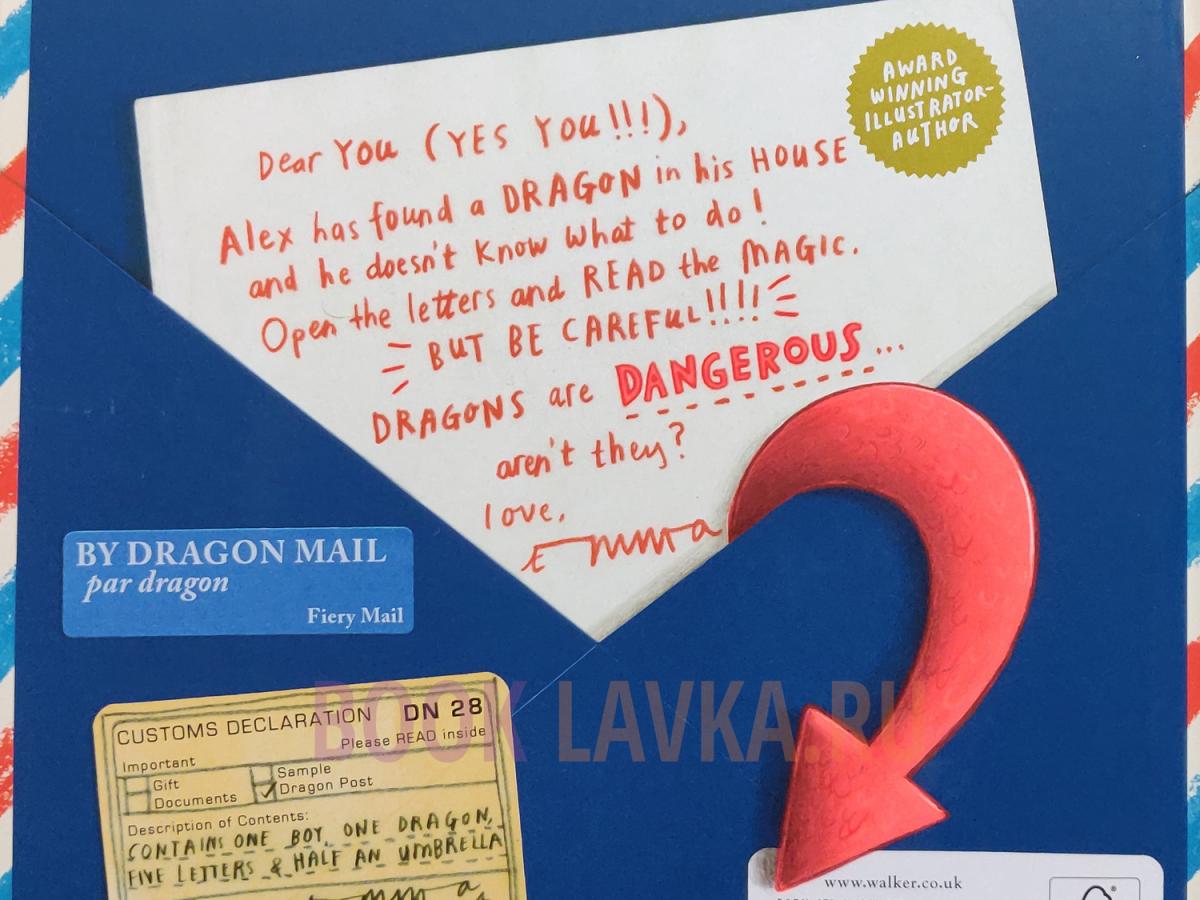 AWARD
WINNING
ILLUSTRATOR-
AUTHOR
Dear YOU (YES YOU!!!),
Alex has found a DRAGON in his HOUSE
and he doesn't know what to do!
Open the letters and READ the MAGIC.
BUT BE CAREFUL!!!!
DRAGONS are DANGEROUS...
aren't they?
love,
Emma
BY DRAGON MAIL
par dragon
Fiery Mail
BOOK LAVKA.RU
CUSTOMS DECLARATION DN 28
Please READ inside
Important
Gift Sample
Documents Dragon Post
Description of Contents:
CONTAINS ONE BOY, ONE DRAGON,
FIVE LETTERS & HALF AN UMBRELLA
Emma
www.walker.co.uk